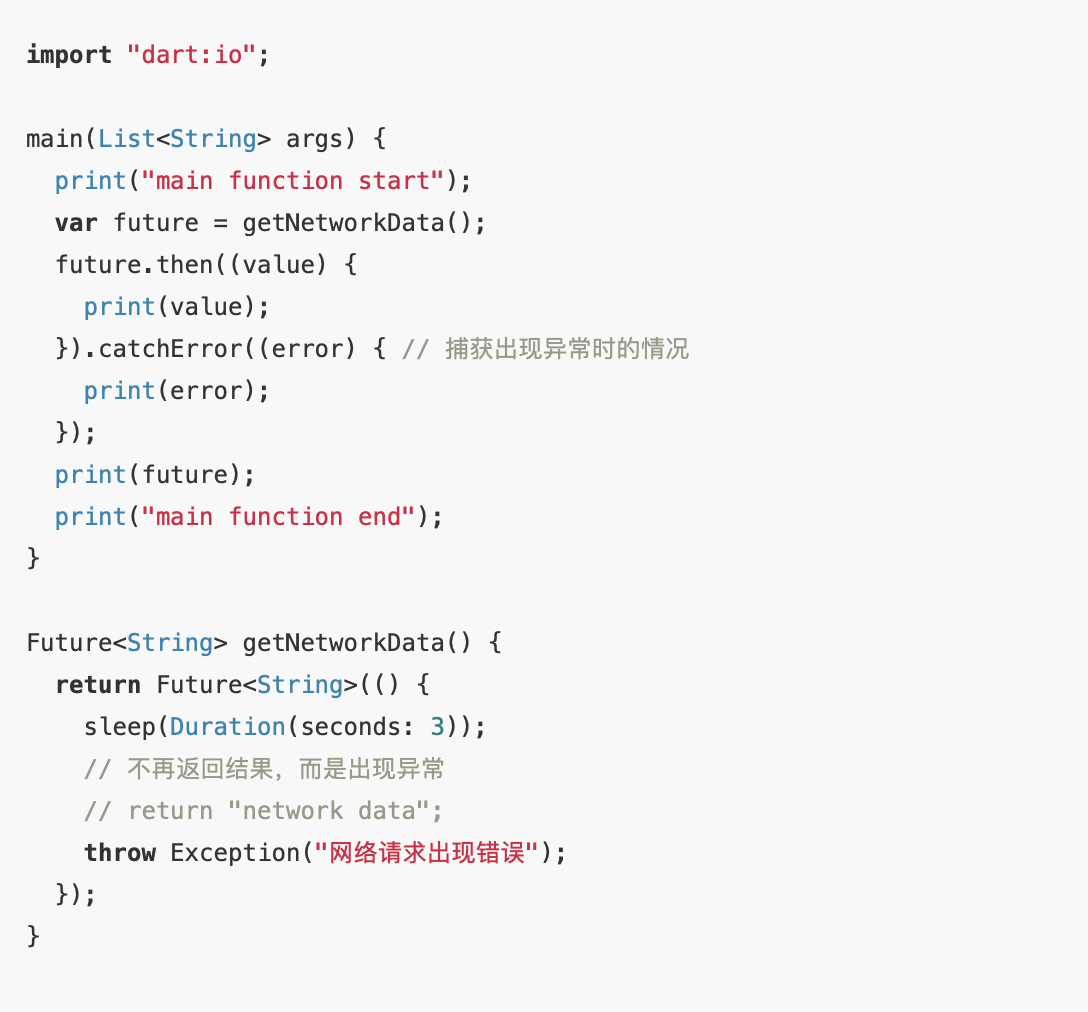 import "dart:io";

main(List<String> args) {
  print("main function start");
  var future = getNetworkData();
  future.then((value) {
    print(value);
  }).catchError((error) { // 捕获出现异常时的情况
    print(error);
  });
  print(future);
  print("main function end");
}

Future<String> getNetworkData() {
  return Future<String>(() {
    sleep(Duration(seconds: 3));
    // 不再返回结果，而是出现异常
    // return "network data";
    throw Exception("网络请求出现错误");
  });
}